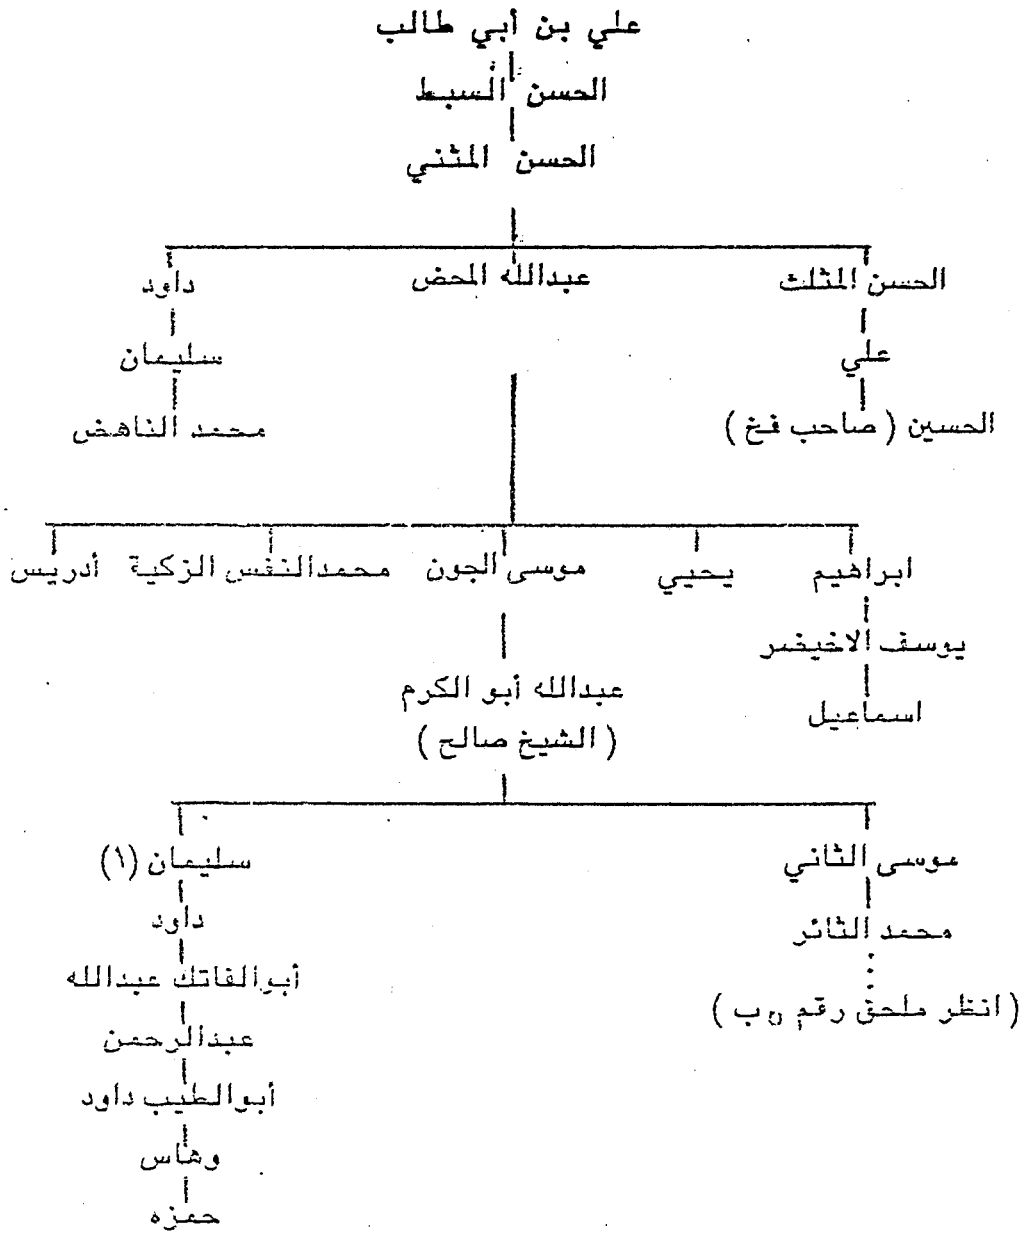 علي بن أبي طالب
الحسن السبط
الحسن المثني
الحسن المثلث عبدالله المحض داود
علي سليمان
الحسين ( صاحب فخ ) محمد الناهض
ابراهيم يحيي موسى الجون محمدالنفس الزكية أدريس
يوسف الاخيضر
عبدالله أبو الكرم
اسماعيل
( الشيخ صالح )
موسى الثاني سليمان (١)
محمد الثائر داود
أبوالفاتك عبدالله
( انظر ملحق رقم ب )
عبدالرحمن
أبوالطيب داود
وهاس
حمزه